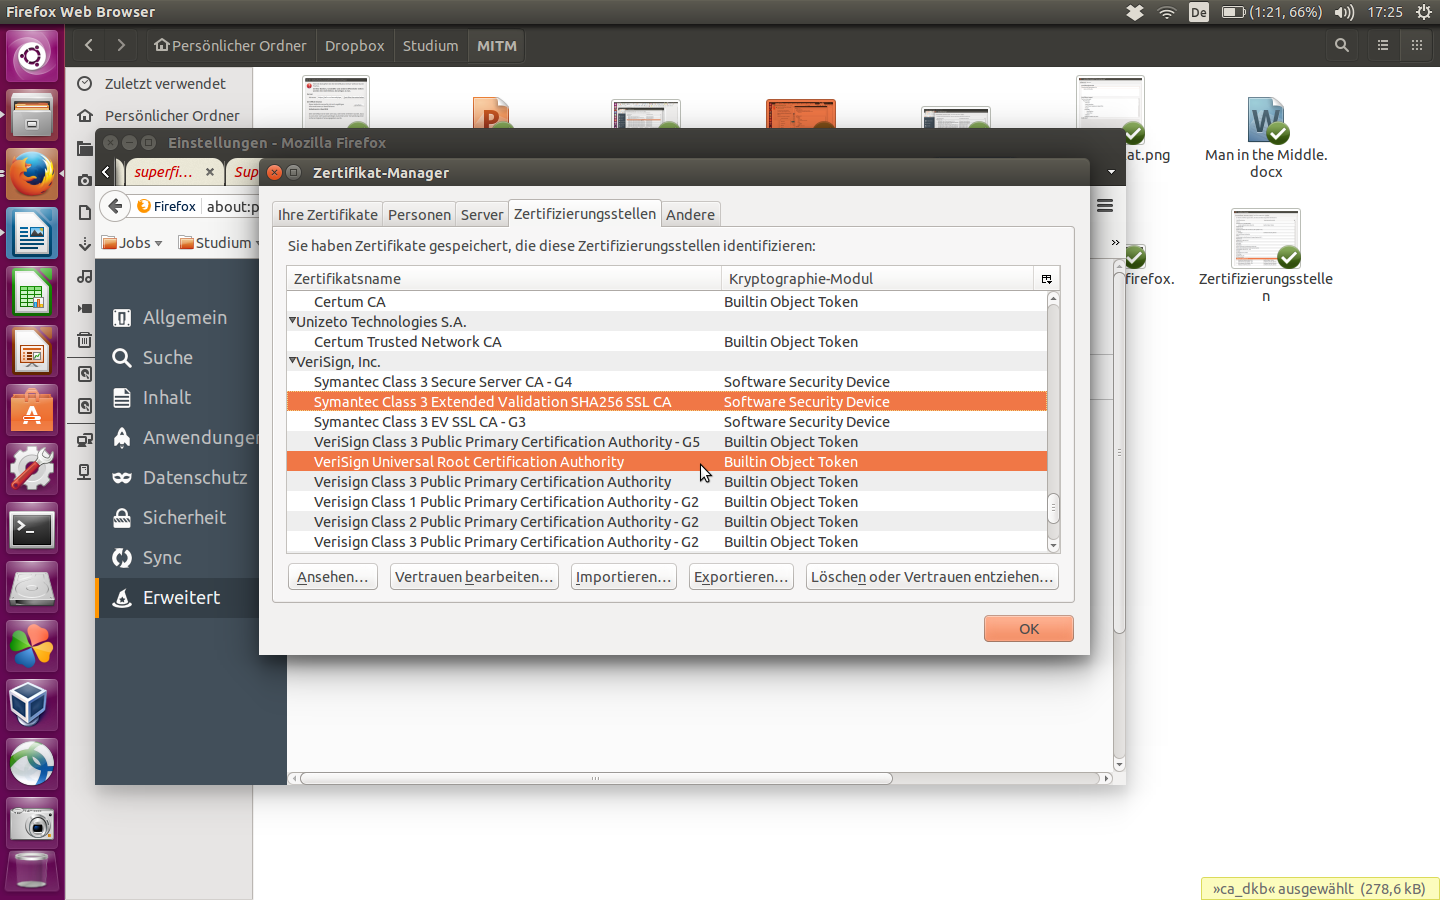 Firefox Web Browser
De
(1:21, 66%)
17:25
Persönlicher Ordner
Dropbox
Studium
MITM
Zuletzt verwendet
Persönlicher Ordner
at.png
Man in the Middle.
docx
firefox.
Zertifizierungsstelle
n
Einstellungen - Mozilla Firefox
superfi…
Sup
Firefox
about:p
Jobs
Studium
»
Allgemein
Suche
Inhalt
Anwendunger
Datenschutz
Sicherheit
Sync
Erweitert
Zertifikat-Manager
Ihre Zertifikate
Personen
Server
Zertifizierungsstellen
Andere
Sie haben Zertifikate gespeichert, die diese Zertifizierungsstellen identifizieren:
Zertifikatsname Kryptographie-Modul
Certum CA Builtin Object Token
Unizeto Technologies S.A.
Certum Trusted Network CA Builtin Object Token
VeriSign, Inc.
Symantec Class 3 Secure Server CA - G4 Software Security Device
Symantec Class 3 Extended Validation SHA256 SSL CA Software Security Device
Symantec Class 3 EV SSL CA - G3 Software Security Device
VeriSign Class 3 Public Primary Certification Authority - G5 Builtin Object Token
VeriSign Universal Root Certification Authority Builtin Object Token
Verisign Class 3 Public Primary Certification Authority Builtin Object Token
Verisign Class 1 Public Primary Certification Authority - G2 Builtin Object Token
Verisign Class 2 Public Primary Certification Authority - G2 Builtin Object Token
Verisign Class 3 Public Primary Certification Authority - G2 Builtin Object Token
Ansehen…
Vertrauen bearbeiten…
Importieren…
Exportieren…
Löschen oder Vertrauen entziehen…
OK
»ca_dkb« ausgewählt (278,6 kB)